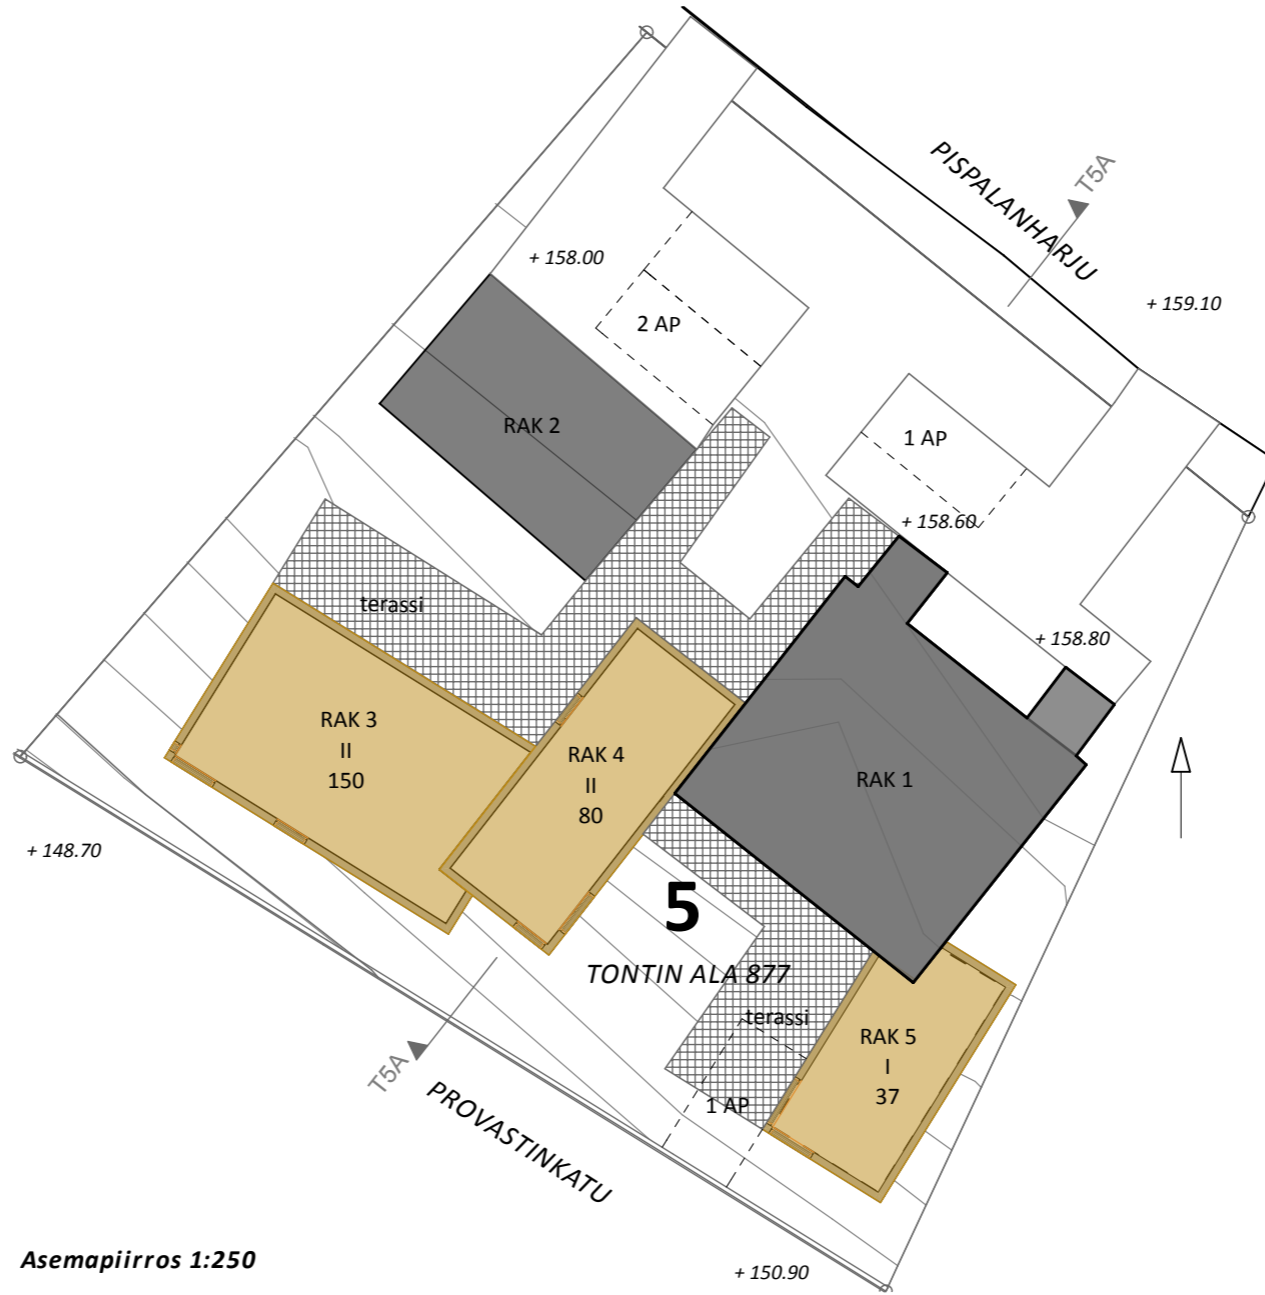 PISPALANHARJU
T5A
+ 158.00
+ 159.10
2 AP
1 AP
RAK 2
+ 158.60
terassi
+ 158.80
RAK 3
II
150
RAK 4
II
80
RAK 1
+ 148.70
5
TONTIN ALA 877
terassi
RAK 5
I
37
1 AP
T5A
PROVASTINKATU
Asemapiirros 1:250
+ 150.90